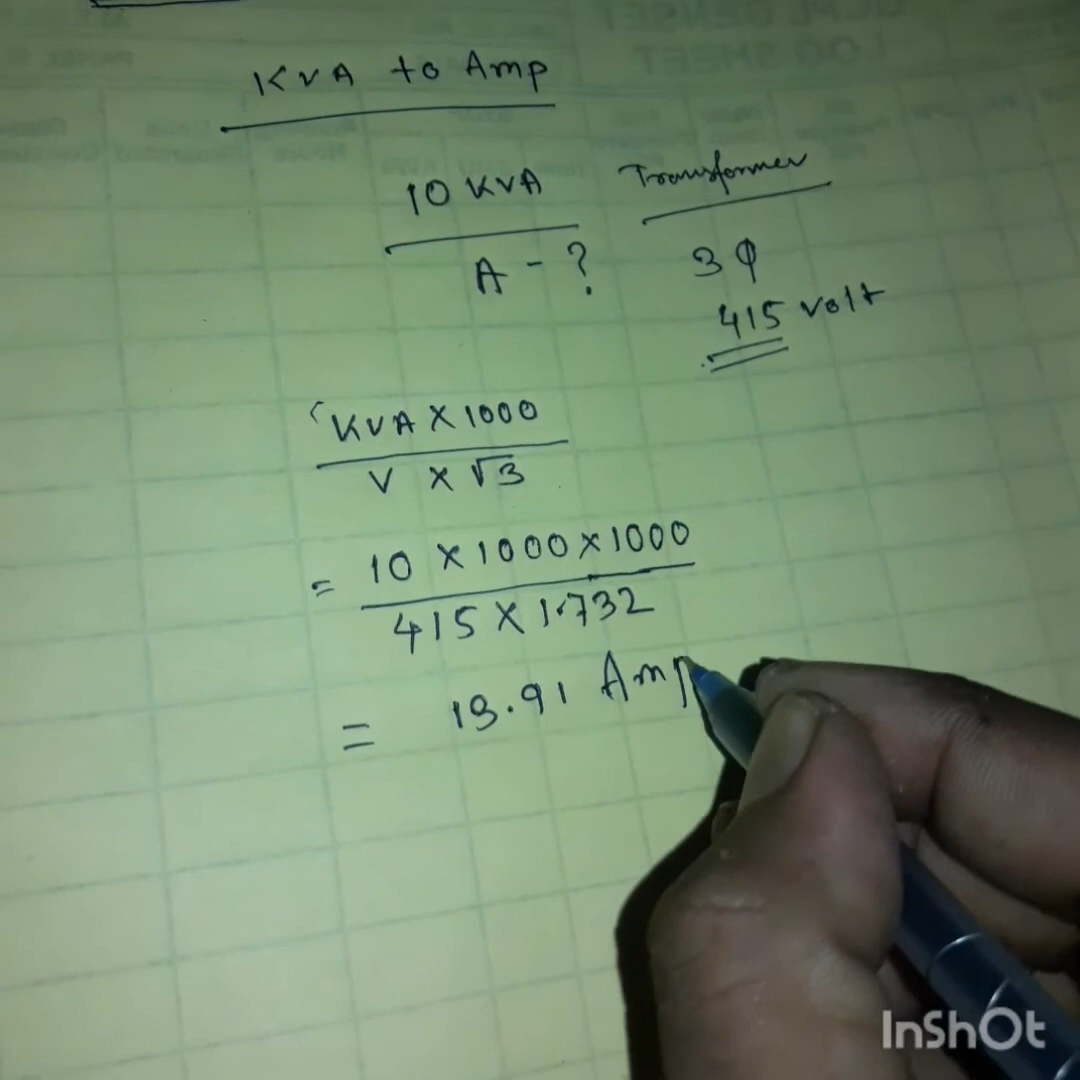 KVA to Amp
10 KVA Transformer
A - ? 3 φ
415 volt
KVA X 1000
V X √3
= 10 X 1000 X 1000
415 X 1.732
= 13.91 Amp
InShOt